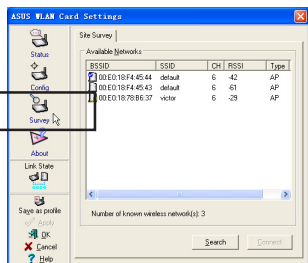 ASUS WLAN Card Settings
Status
Config
Survey
About
Link State
Save as profile
Apply
OK
Cancel
Help
Site Survey
Available Networks
BSSID SSID CH RSSI Type
00:E0:18:F4:45:44 default 6 -42 AP
00:E0:18:F4:45:43 default 6 -61 AP
00:E0:18:78:B6:37 victor 6 -29 AP
Number of known wireless network(s): 3
Search Connect